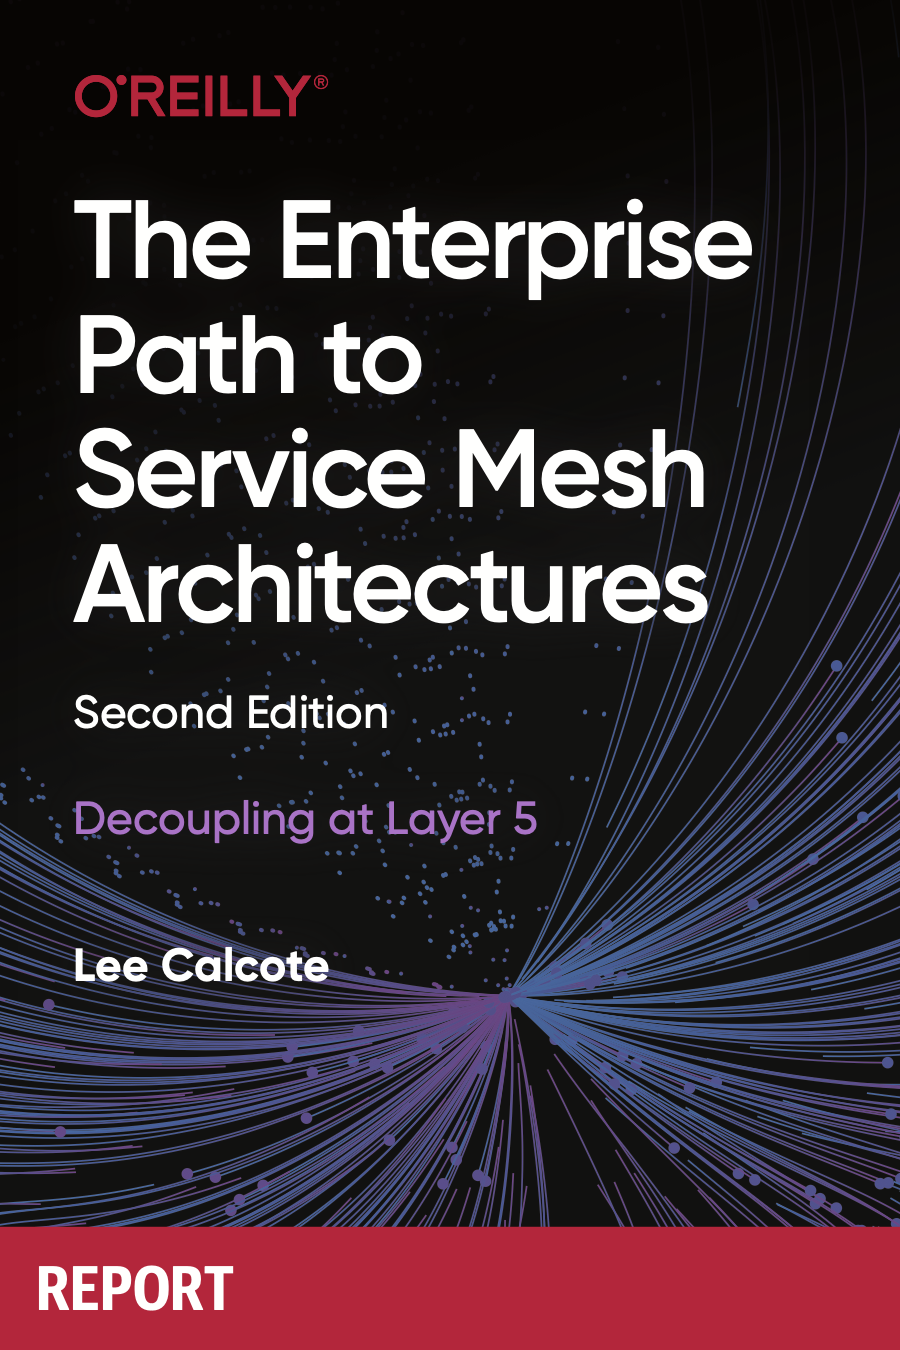 O'REILLY®
The Enterprise
Path to
Service Mesh
Architectures
Second Edition
Decoupling at Layer 5
Lee Calcote
REPORT